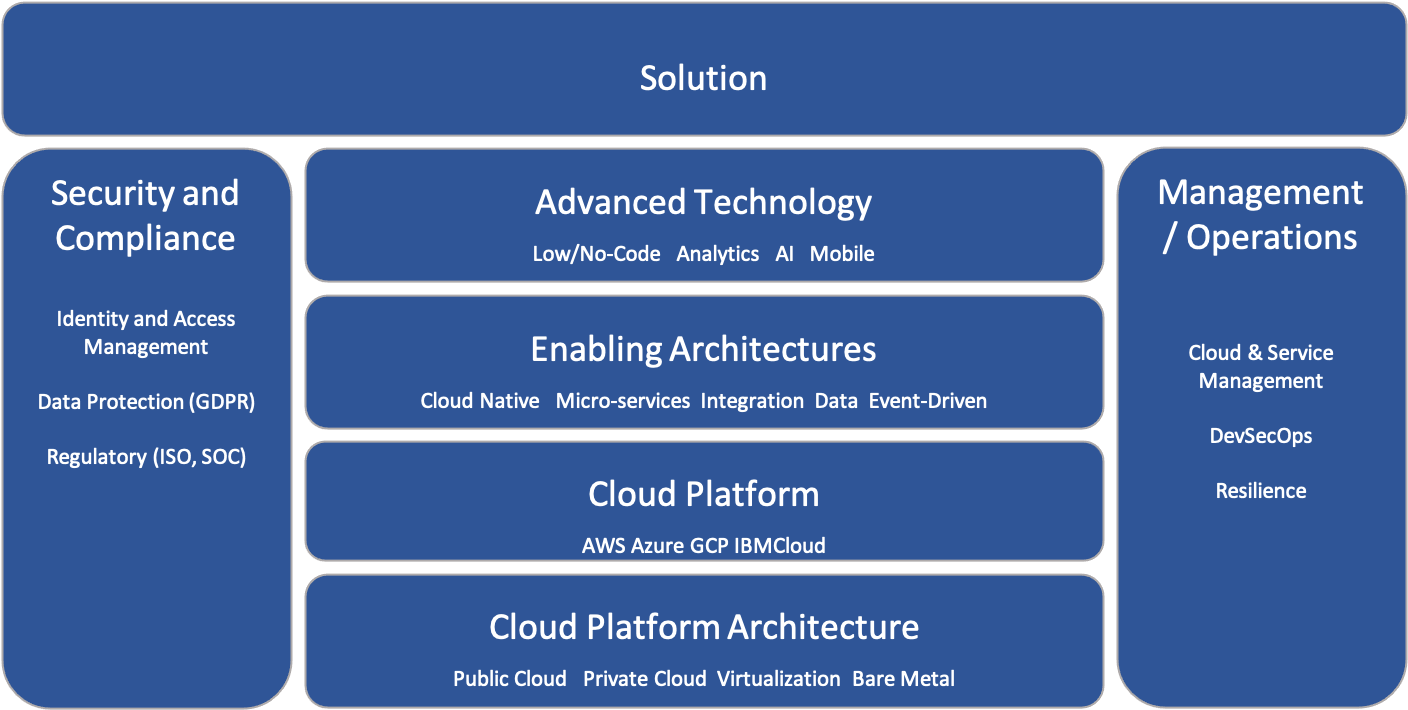 Solution
Security and
Compliance
Identity and Access
Management
Data Protection (GDPR)
Regulatory (ISO, SOC)
Advanced Technology
Low/No-Code Analytics AI Mobile
Enabling Architectures
Cloud Native Micro-services Integration Data Event-Driven
Cloud Platform
AWS Azure GCP IBMCloud
Cloud Platform Architecture
Public Cloud Private Cloud Virtualization Bare Metal
Management
/ Operations
Cloud & Service
Management
DevSecOps
Resilience